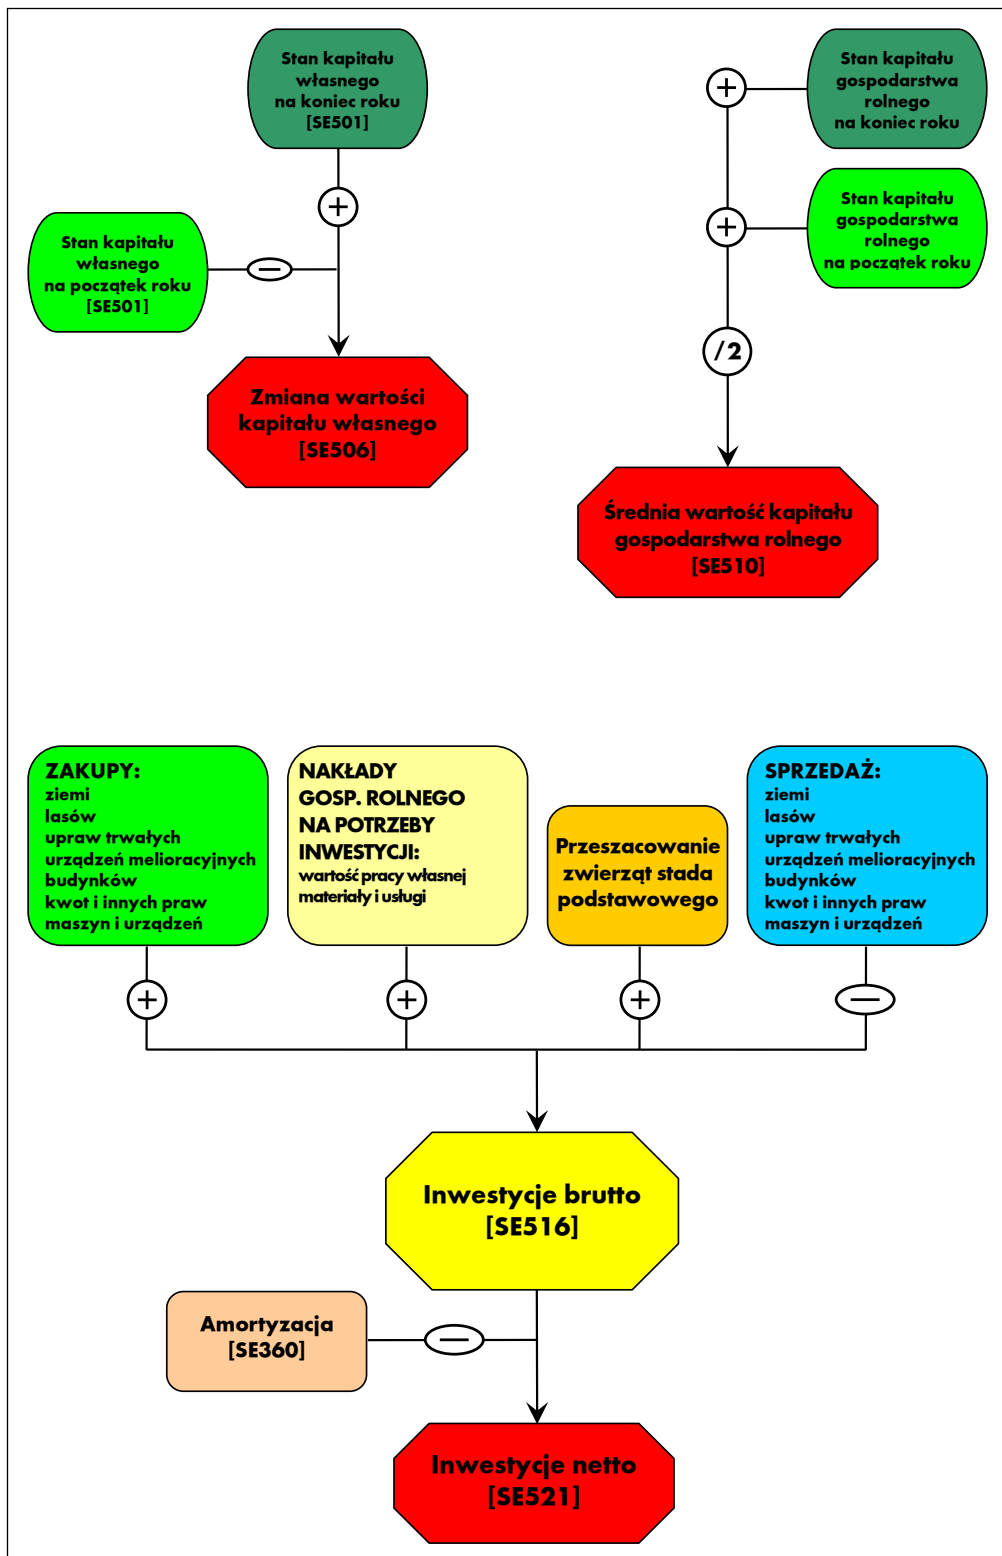 Stan kapitału
własnego
na koniec roku
[SE501]
+
Stan kapitału
własnego
na początek roku
[SE501]
—
Zmiana wartości
kapitału własnego
[SE506]
Stan kapitału
gospodarstwa
rolnego
na koniec roku
+
Stan kapitału
gospodarstwa
rolnego
na początek roku
+
/2
Średnia wartość kapitału
gospodarstwa rolnego
[SE510]
ZAKUPY:
ziemi
lasów
upraw trwałych
urządzeń melioracyjnych
budynków
kwot i innych praw
maszyn i urządzeń
NAKŁADY
GOSP. ROLNEGO
NA POTRZEBY
INWESTYCJI:
wartość pracy własnej
materiały i usługi
Przeszacowanie
zwierząt stada
podstawowego
SPRZEDAŻ:
ziemi
lasów
upraw trwałych
urządzeń melioracyjnych
budynków
kwot i innych praw
maszyn i urządzeń
+
+
+
—
Inwestycje brutto
[SE516]
Amortyzacja
[SE360]
—
Inwestycje netto
[SE521]